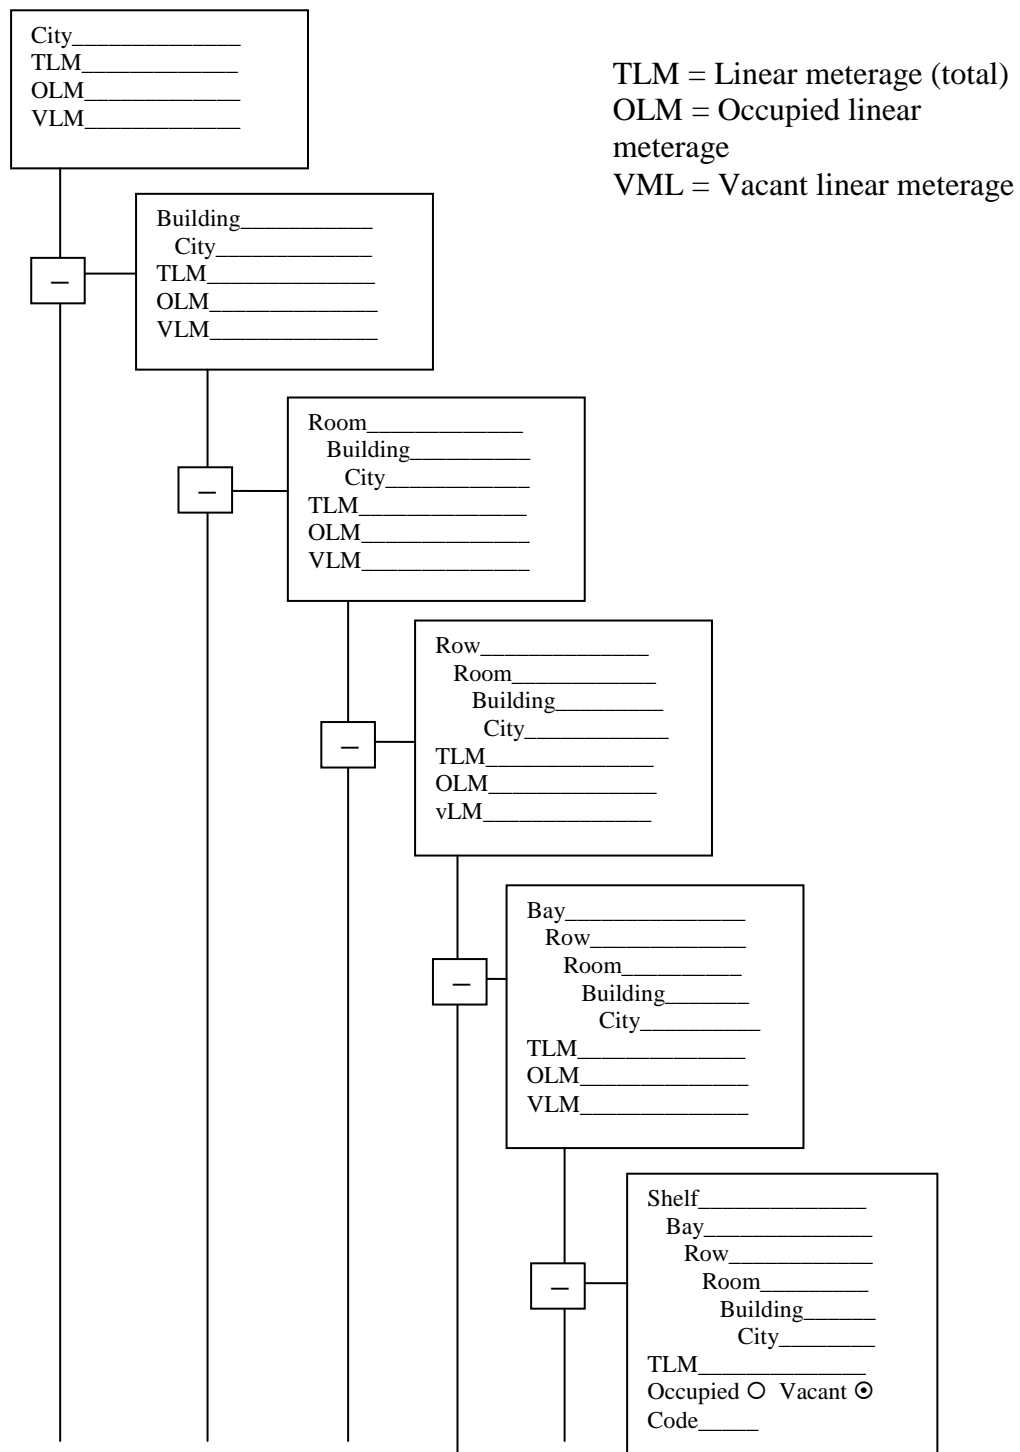 City______________
TLM_____________
OLM_____________
VLM_____________
TLM = Linear meterage (total)
OLM = Occupied linear
meterage
VML = Vacant linear meterage
Building___________
City_____________
TLM______________
OLM______________
VLM______________
–
Room_____________
Building__________
City____________
TLM______________
OLM______________
VLM______________
–
Row______________
Room____________
Building_________
City____________
TLM______________
OLM______________
vLM______________
–
Bay_______________
Row_____________
Room__________
Building_______
City__________
TLM______________
OLM______________
VLM______________
–
Shelf______________
Bay______________
Row____________
Room_________
Building______
City________
TLM______________
Occupied ○ Vacant ⊙
Code_____
–